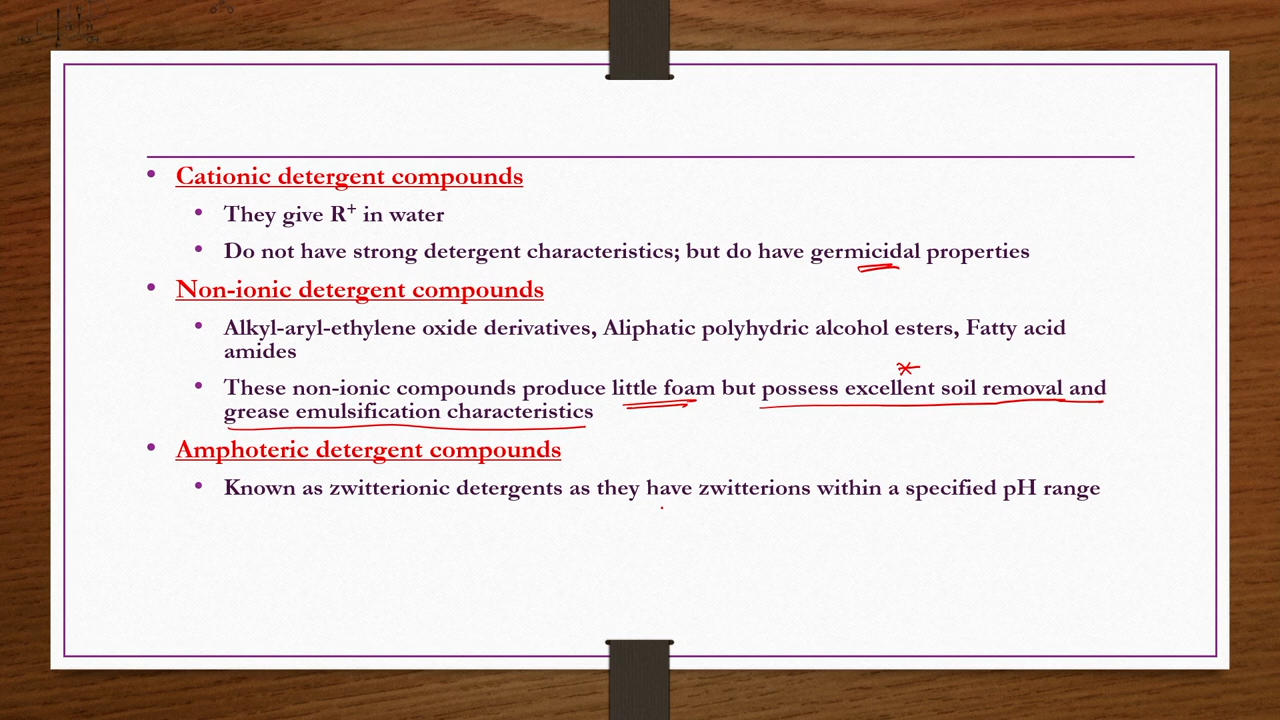 • Cationic detergent compounds
• They give R⁺ in water
• Do not have strong detergent characteristics; but do have germicidal properties
• Non-ionic detergent compounds
• Alkyl-aryl-ethylene oxide derivatives, Aliphatic polyhydric alcohol esters, Fatty acid
amides
• These non-ionic compounds produce little foam but possess excellent soil removal and
grease emulsification characteristics
• Amphoteric detergent compounds
• Known as zwitterionic detergents as they have zwitterions within a specified pH range